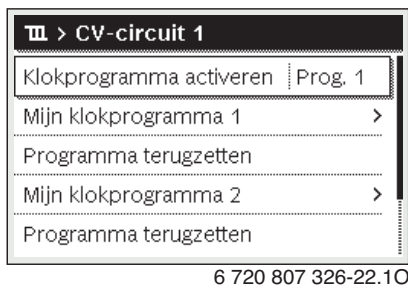 > CV-circuit 1
Klokprogramma activeren Prog. 1
Mijn klokprogramma 1 >
Programma terugzetten
Mijn klokprogramma 2 >
Programma terugzetten
6 720 807 326-22.1O